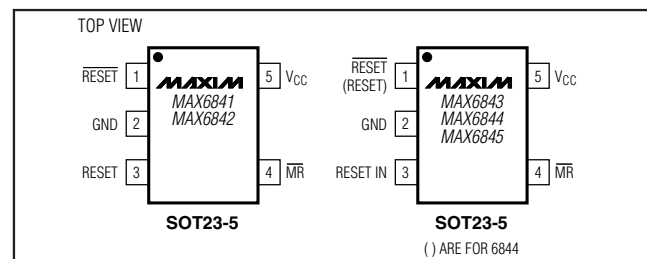 TOP VIEW
RESET 1
GND 2
RESET 3
MAXIM
MAX6841
MAX6842
5 VCC
4 MR
SOT23-5
RESET
(RESET) 1
GND 2
RESET IN 3
MAXIM
MAX6843
MAX6844
MAX6845
5 VCC
4 MR
SOT23-5
( ) ARE FOR 6844